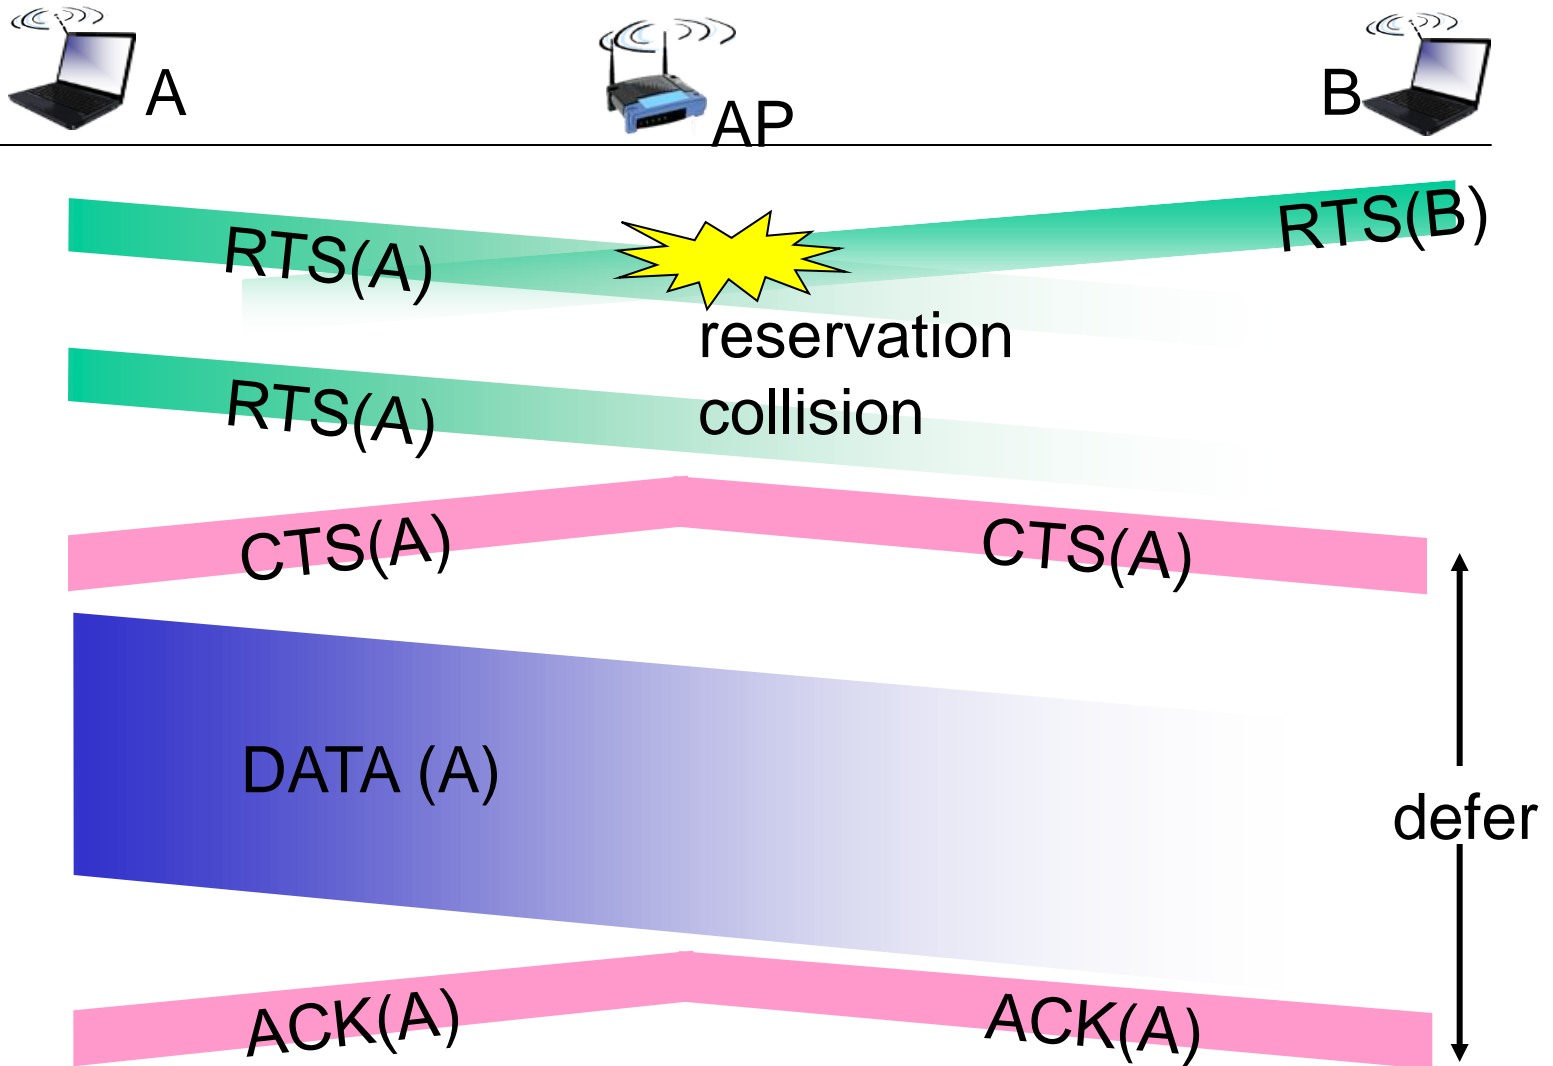 A
AP
B
RTS(A)
RTS(B)
reservation
collision
RTS(A)
CTS(A)
CTS(A)
DATA (A)
defer
ACK(A)
ACK(A)